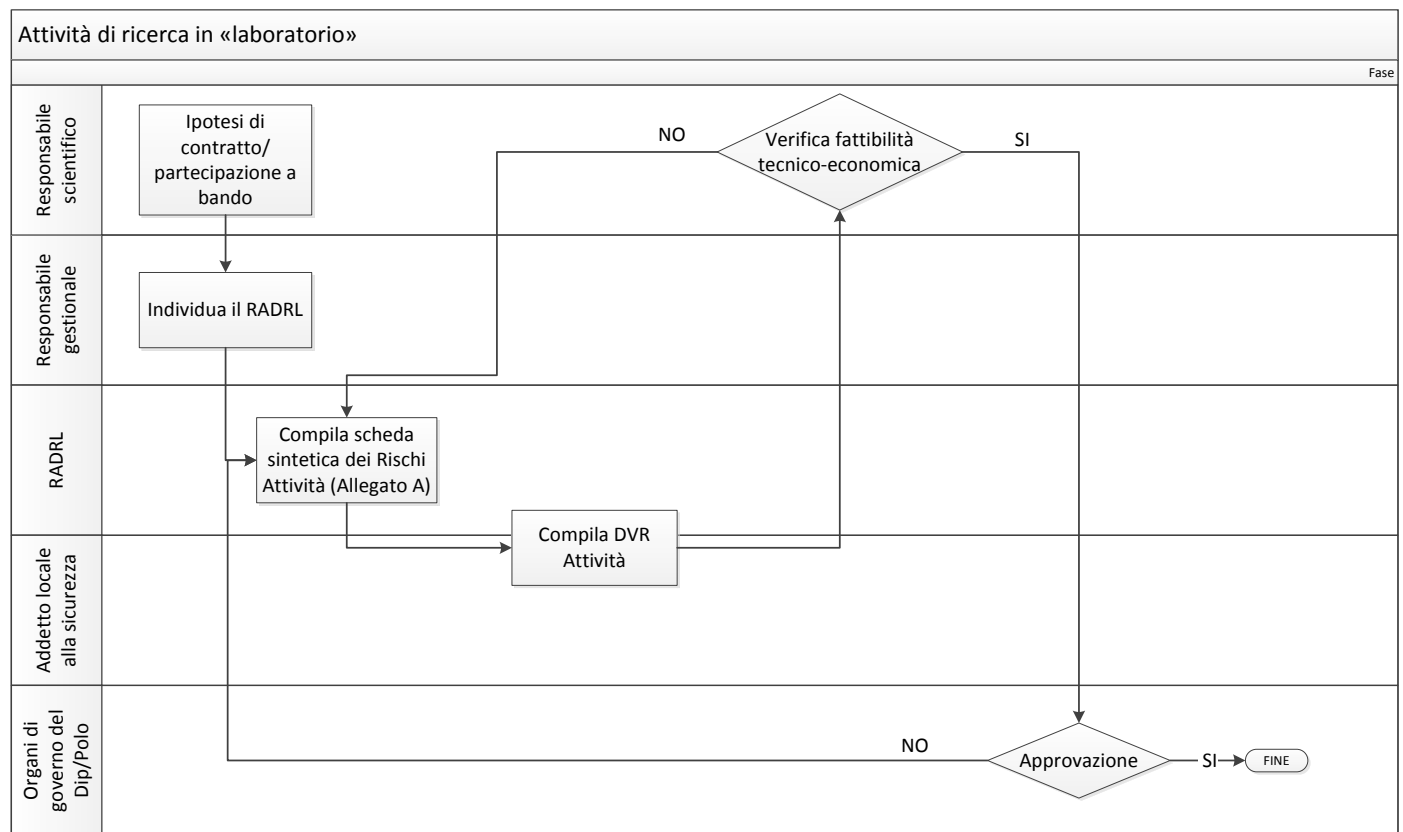 Attività di ricerca in «laboratorio»
Fase
Responsabile
scientifico
Ipotesi di
contratto/
partecipazione a
bando
NO
Verifica fattibilità
tecnico-economica
SI
Responsabile
gestionale
Individua il RADRL
RADRL
Compila scheda
sintetica dei Rischi
Attività (Allegato A)
Compila DVR
Attività
Addetto locale
alla sicurezza
Organi di
governo del
Dip/Polo
NO
Approvazione
SI
FINE